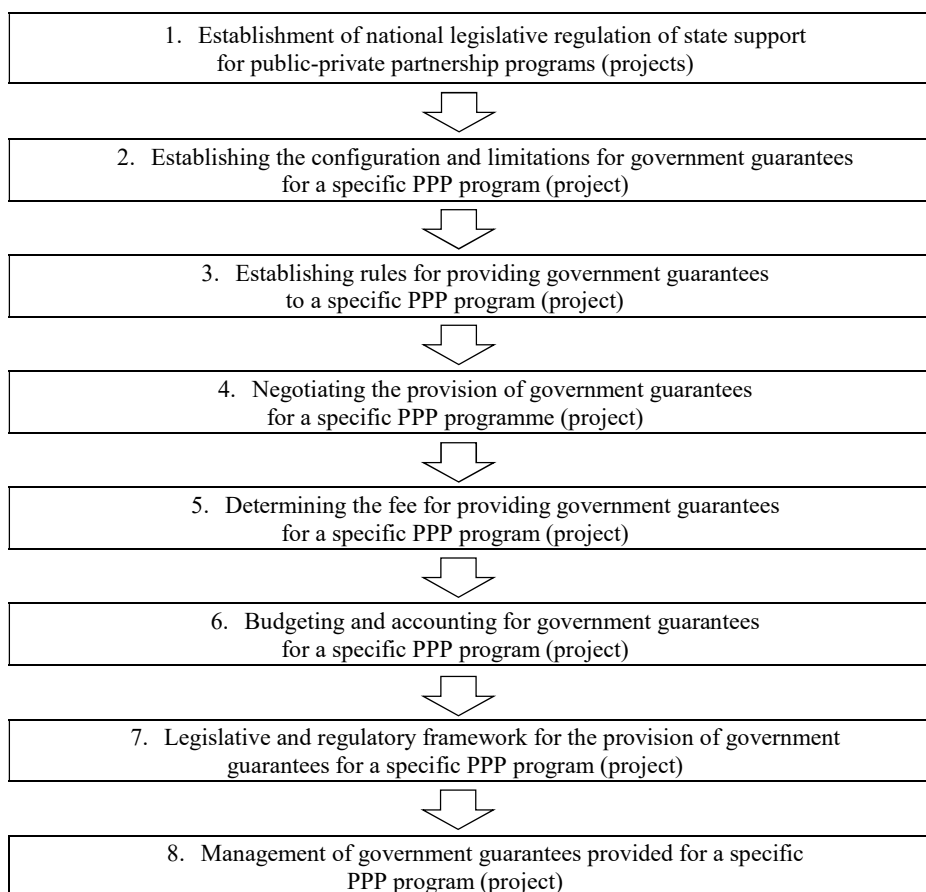 1. Establishment of national legislative regulation of state support
for public-private partnership programs (projects)
2. Establishing the configuration and limitations for government guarantees
for a specific PPP program (project)
3. Establishing rules for providing government guarantees
to a specific PPP program (project)
4. Negotiating the provision of government guarantees
for a specific PPP programme (project)
5. Determining the fee for providing government guarantees
for a specific PPP program (project)
6. Budgeting and accounting for government guarantees
for a specific PPP program (project)
7. Legislative and regulatory framework for the provision of government
guarantees for a specific PPP program (project)
8. Management of government guarantees provided for a specific
PPP program (project)